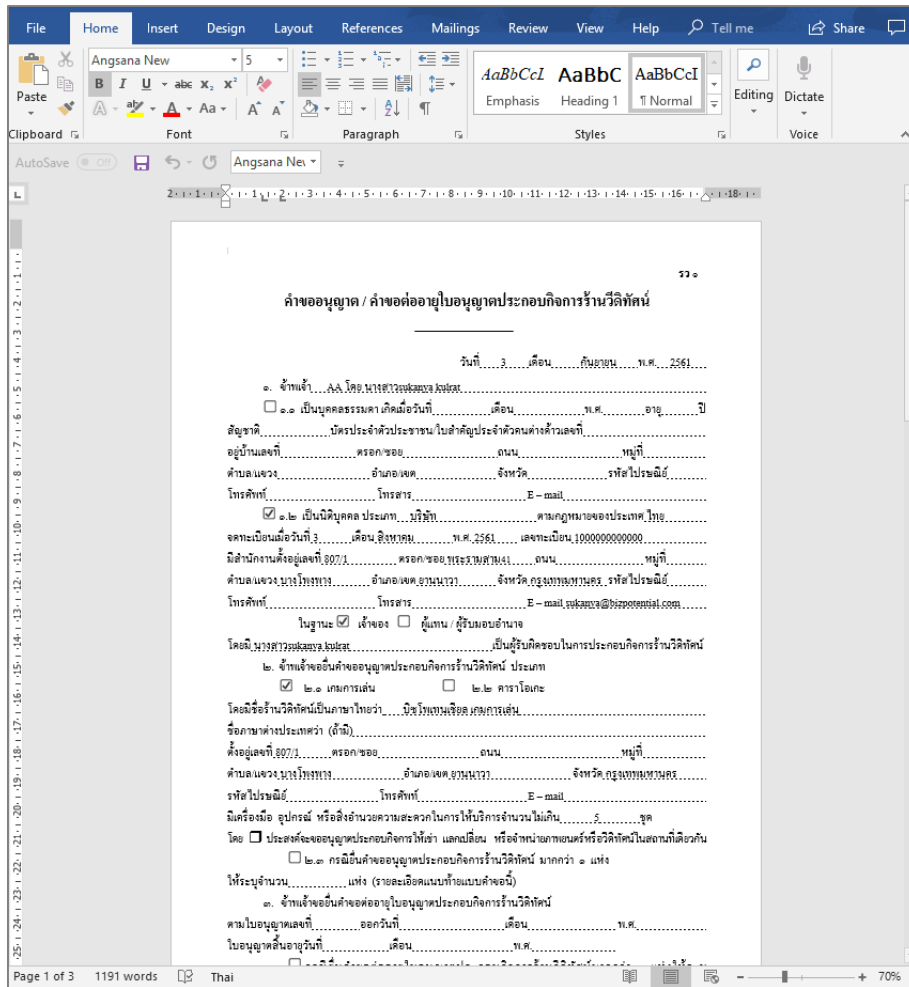 File Home Insert Design Layout References Mailings Review View Help Tell me Share
Angsana New 5
AaBbCcI AaBbC AaBbCcI
B I U abc X₂ X²
Paste
A ab A Aa A A
Emphasis Heading 1 ¶ Normal
Editing Dictate
Clipboard Font Paragraph Styles Voice
AutoSave Off Angsana Nev
รว ๑
คำขออนุญาต / คำขอต่ออายุใบอนุญาตประกอบกิจการร้านวีดิทัศน์
วันที่ 3 เดือน กันยายน พ.ศ. 2561
๑. ข้าพเจ้า AA โดย นางสาวsukanya kulrat
๑.๑ เป็นบุคคลธรรมดา เกิดเมื่อวันที่ เดือน พ.ศ. อายุ ปี
สัญชาติ บัตรประจำตัวประชาชน/ใบสำคัญประจำตัวคนต่างด้าวเลขที่
อยู่บ้านเลขที่ ตรอก/ซอย ถนน หมู่ที่
ตำบล/แขวง อำเภอ/เขต จังหวัด รหัสไปรษณีย์
โทรศัพท์ โทรสาร E – mail
๑.๒ เป็นนิติบุคคล ประเภท บริษัท ตามกฎหมายของประเทศ ไทย
จดทะเบียนเมื่อวันที่ 3 เดือน สิงหาคม พ.ศ. 2561 เลขทะเบียน 1000000000000
มีสำนักงานตั้งอยู่เลขที่ 807/1 ตรอก/ซอย พระรามสาม41 ถนน หมู่ที่
ตำบล/แขวง บางโพงพาง อำเภอ/เขต ยานนาวา จังหวัด กรุงเทพมหานคร รหัสไปรษณีย์
โทรศัพท์ โทรสาร E – mail sukanya@bizpotential.com
ในฐานะ เจ้าของ ผู้แทน / ผู้รับมอบอำนาจ
โดยมี นางสาวsukanya kulrat เป็นผู้รับผิดชอบในการประกอบกิจการร้านวีดิทัศน์
๒. ข้าพเจ้าขอยื่นคำขออนุญาตประกอบกิจการร้านวีดิทัศน์ ประเภท
๒.๑ เกมการเล่น ๒.๒ คาราโอเกะ
โดยมีชื่อร้านวีดิทัศน์เป็นภาษาไทยว่า บิซโพเทนเชียล เกมการเล่น
ชื่อภาษาต่างประเทศว่า (ถ้ามี)
ตั้งอยู่เลขที่ 807/1 ตรอก/ซอย ถนน หมู่ที่
ตำบล/แขวง บางโพงพาง อำเภอ/เขต ยานนาวา จังหวัด กรุงเทพมหานคร
รหัสไปรษณีย์ โทรศัพท์ E – mail
มีเครื่องมือ อุปกรณ์ หรือสิ่งอำนวยความสะดวกในการให้บริการจำนวนไม่เกิน 5 ชุด
โดย ประสงค์จะขออนุญาตประกอบกิจการให้เช่า แลกเปลี่ยน หรือจำหน่ายภาพยนตร์หรือวีดิทัศน์ในสถานที่เดียวกัน
๒.๓ กรณียื่นคำขออนุญาตประกอบกิจการร้านวีดิทัศน์ มากกว่า ๑ แห่ง
ให้ระบุจำนวน แห่ง (รายละเอียดแนบท้ายแบบคำขอนี้)
๓. ข้าพเจ้าขอยื่นคำขอต่ออายุใบอนุญาตประกอบกิจการร้านวีดิทัศน์
ตามใบอนุญาตเลขที่ ออกวันที่ เดือน พ.ศ.
ใบอนุญาตสิ้นอายุวันที่ เดือน พ.ศ.
Page 1 of 3 1191 words Thai 70%